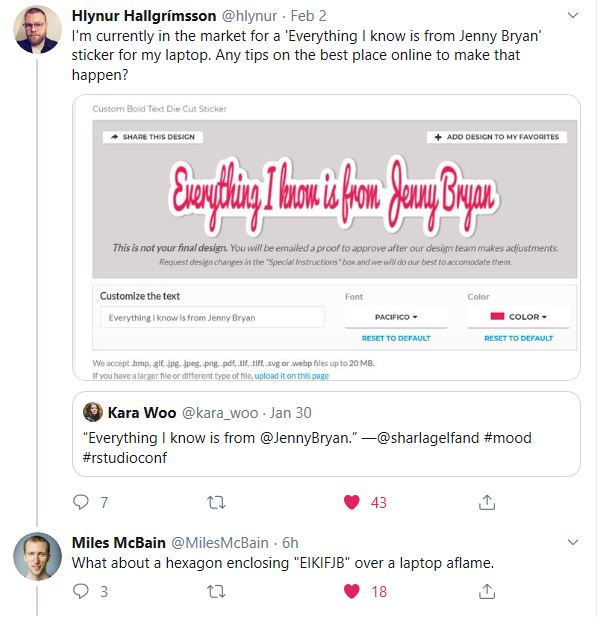 Hlynur Hallgrímsson @hlynur · Feb 2
I'm currently in the market for a 'Everything I know is from Jenny Bryan'
sticker for my laptop. Any tips on the best place online to make that
happen?
Custom Bold Text Die Cut Sticker
SHARE THIS DESIGN
ADD DESIGN TO MY FAVORITES
Everything I know is from Jenny Bryan
This is not your final design. You will be emailed a proof to approve after our design team makes adjustments.
Request design changes in the "Special Instructions" box and we will do our best to accomodate them.
Customize the text
Font
Color
Everything I know is from Jenny Bryan
PACIFICO
COLOR
RESET TO DEFAULT
RESET TO DEFAULT
We accept .bmp, .gif, .jpg, .jpeg, .png, .pdf, .tif, .tiff, .svg or .webp files up to 20 MB.
If you have a larger file or different type of file, upload it on this page
Kara Woo @kara_woo · Jan 30
“Everything I know is from @JennyBryan.” —@sharlagelfand #mood
#rstudioconf
7
43
Miles McBain @MilesMcBain · 6h
What about a hexagon enclosing "EIKIFJB" over a laptop aflame.
3
18